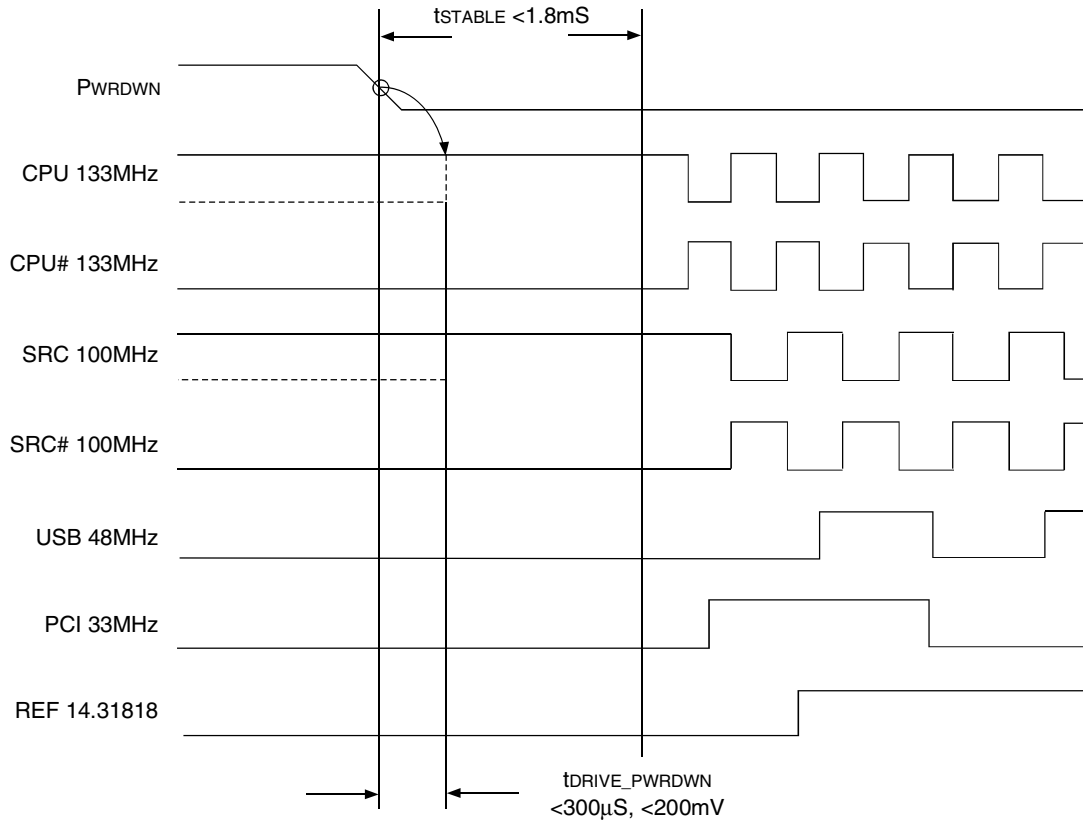 tSTABLE <1.8mS
PWRDWN
CPU 133MHz
CPU# 133MHz
SRC 100MHz
SRC# 100MHz
USB 48MHz
PCI 33MHz
REF 14.31818
tDRIVE_PWRDWN
<300μS, <200mV